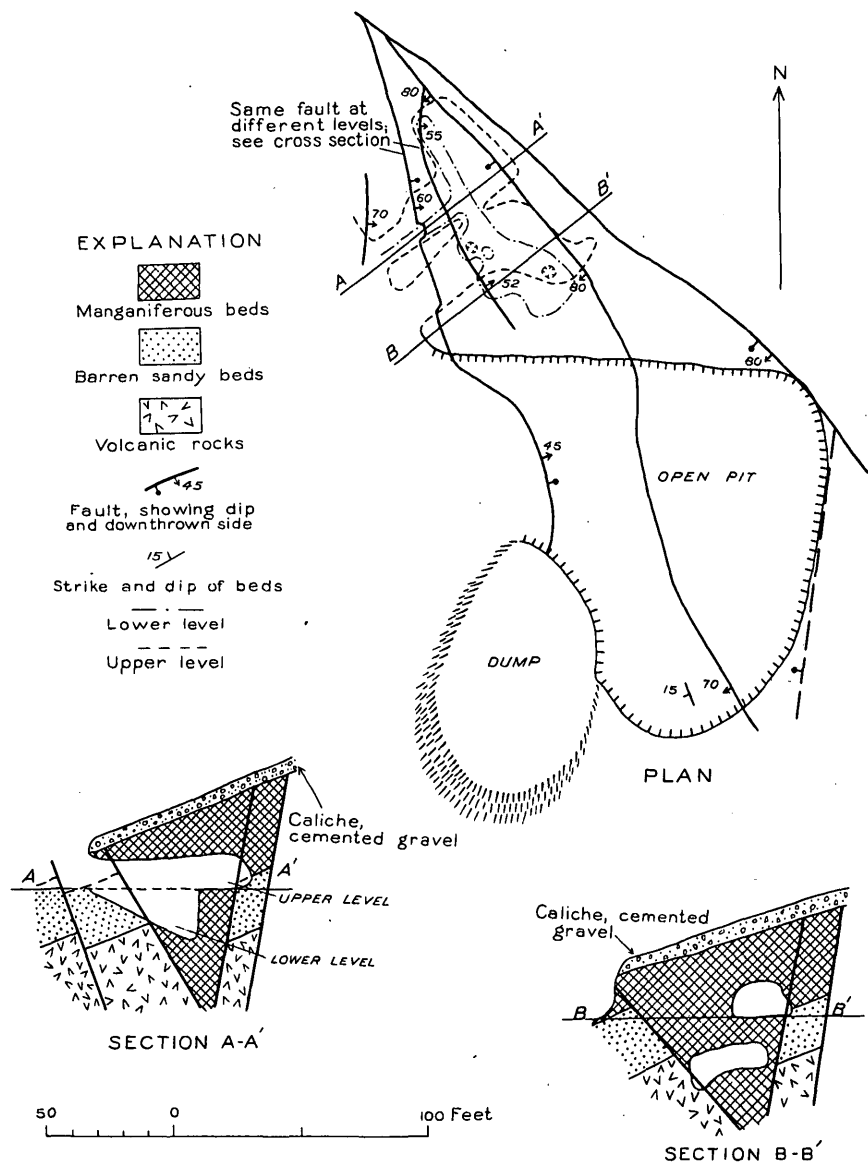 N
Same fault at
different levels;
see cross section
80
55
A'
B'
70
60
A
52
80
B
80
EXPLANATION
Manganiferous beds
Barren sandy beds
Volcanic rocks
45
Fault, showing dip
and downthrown side
15
Strike and dip of beds
Lower level
Upper level
45
OPEN PIT
DUMP
15
70
PLAN
Caliche,
cemented gravel
A
A'
UPPER LEVEL
LOWER LEVEL
SECTION A-A'
Caliche, cemented
gravel
B
B'
SECTION B-B'
50 0 100 Feet